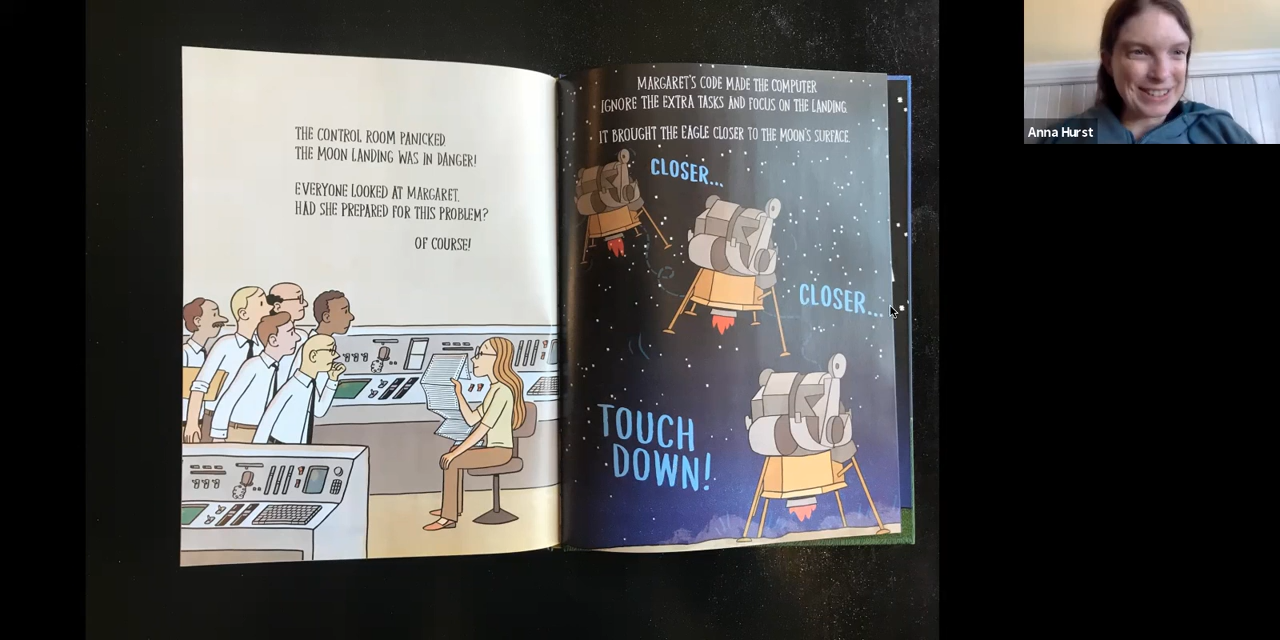 THE CONTROL ROOM PANICKED.
THE MOON LANDING WAS IN DANGER!
EVERYONE LOOKED AT MARGARET.
HAD SHE PREPARED FOR THIS PROBLEM?
OF COURSE!
MARGARET'S CODE MADE THE COMPUTER
IGNORE THE EXTRA TASKS AND FOCUS ON THE LANDING.
IT BROUGHT THE EAGLE CLOSER TO THE MOON'S SURFACE.
CLOSER...
CLOSER...
TOUCH
DOWN!
Anna Hurst